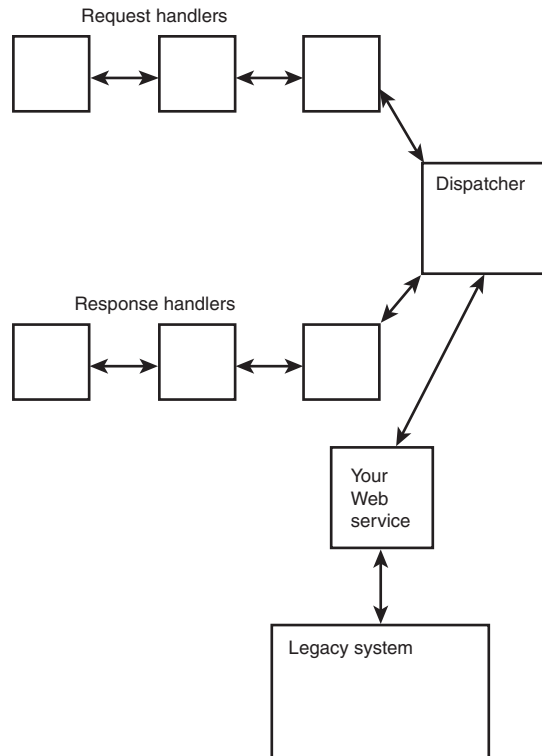 Request handlers
Dispatcher
Response handlers
Your
Web
service
Legacy system